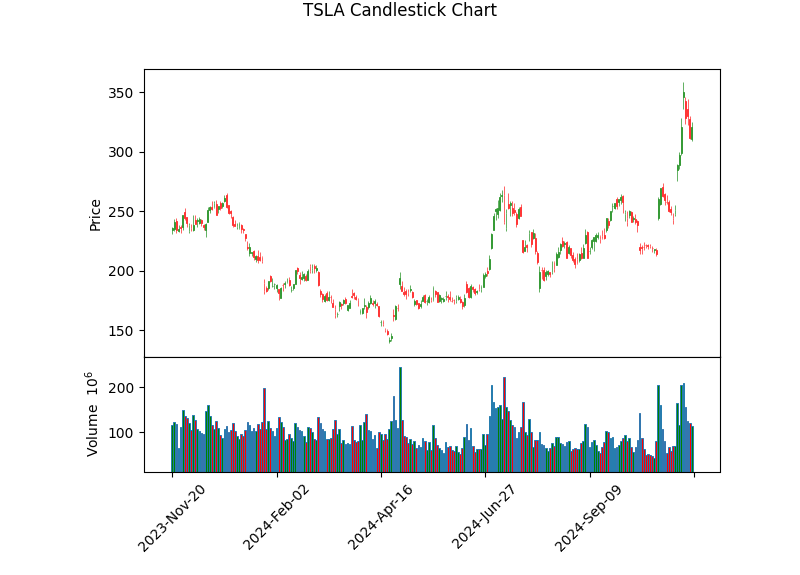 TSLA Candlestick Chart
350
300
250
200
150
Price
200
100
Volume 10^6
2023-Nov-20
2024-Feb-02
2024-Apr-16
2024-Jun-27
2024-Sep-09